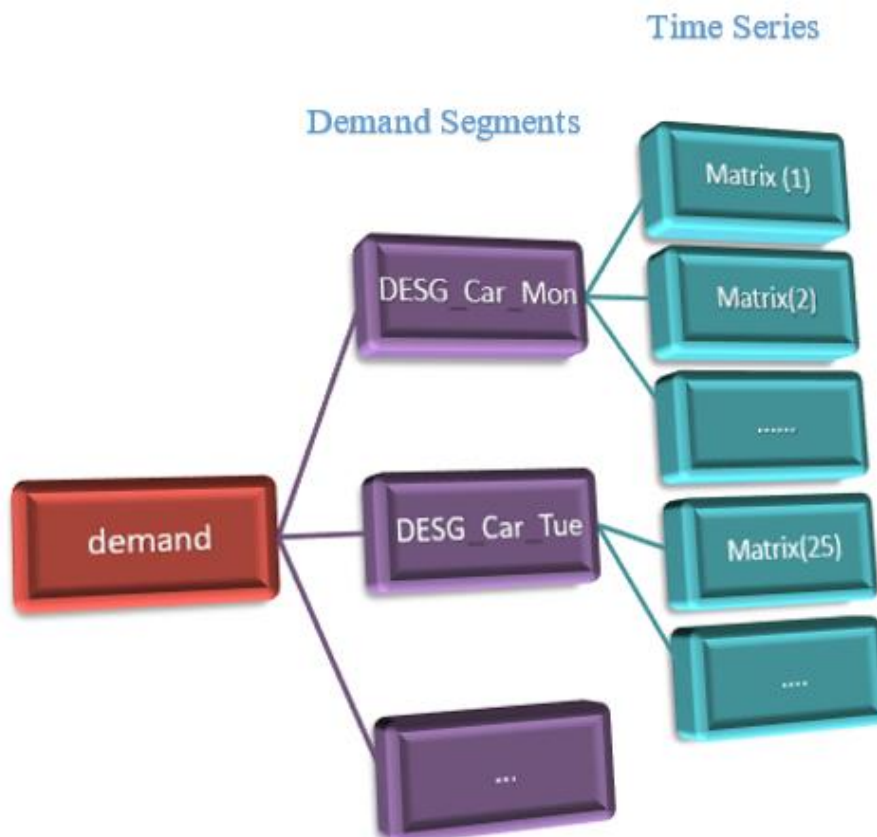 Time Series
Demand Segments
Matrix (1)
DESG_Car_Mon
Matrix(2)
......
demand
DESG_Car_Tue
Matrix(25)
....
...